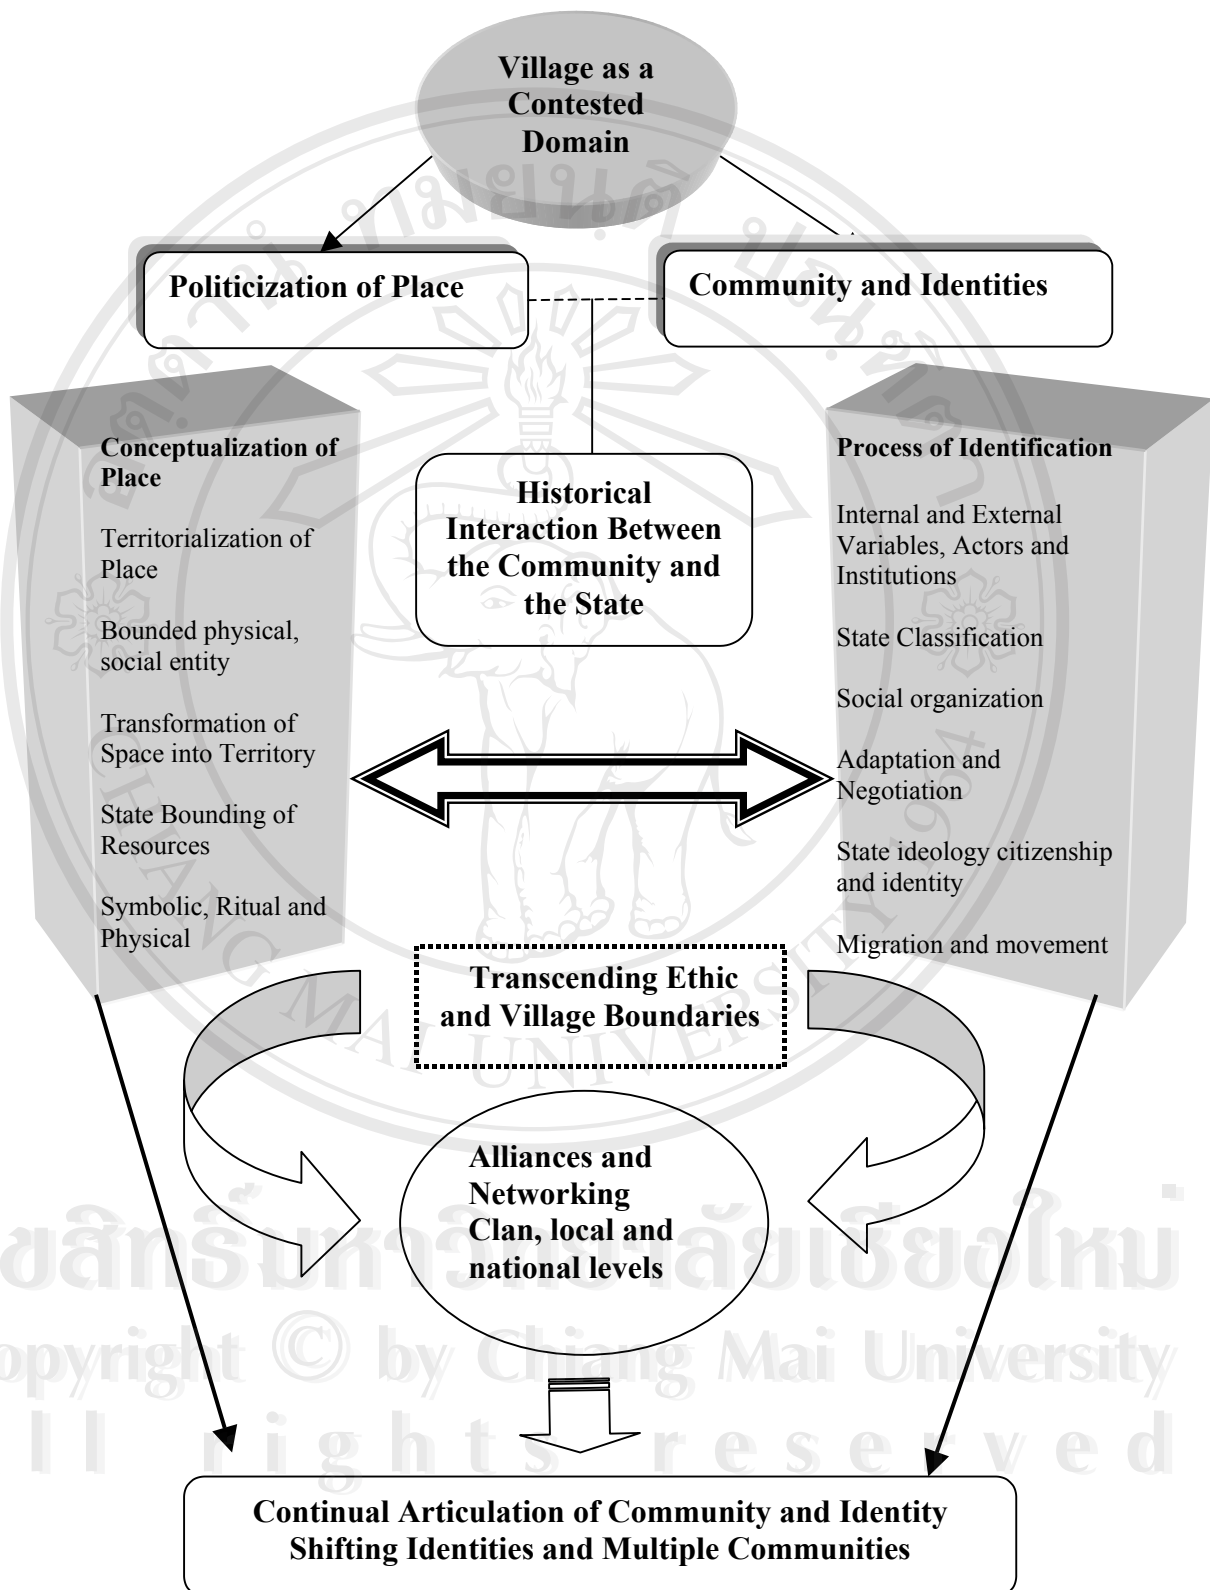 Village as a
Contested
Domain
Politicization of Place
Community and Identities
Conceptualization of
Place
Territorialization of
Place
Bounded physical,
social entity
Transformation of
Space into Territory
State Bounding of
Resources
Symbolic, Ritual and
Physical
Historical
Interaction Between
the Community and
the State
Process of Identification
Internal and External
Variables, Actors and
Institutions
State Classification
Social organization
Adaptation and
Negotiation
State ideology citizenship
and identity
Migration and movement
Transcending Ethic
and Village Boundaries
Alliances and
Networking
Clan, local and
national levels
Continual Articulation of Community and Identity
Shifting Identities and Multiple Communities
CHIANG MAI UNIVERSITY 1964
by Chiang Mai University
rights reserved